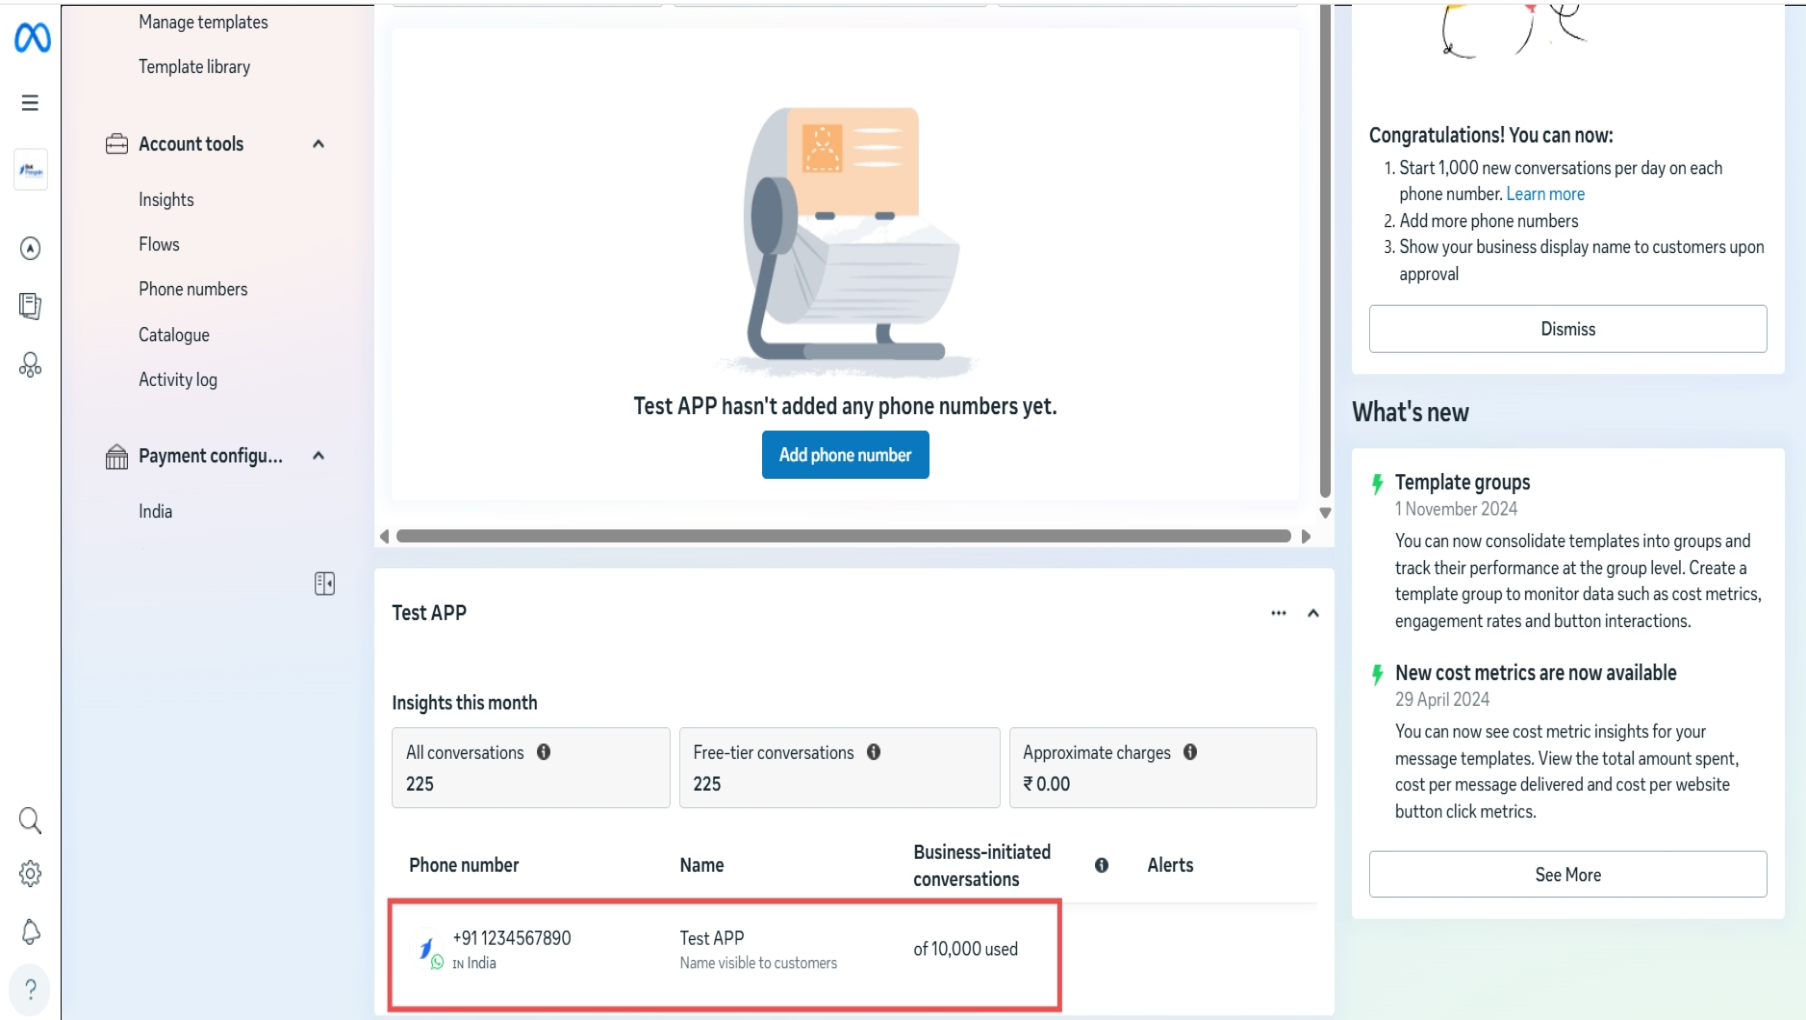 Manage templates
Template library
Account tools
Insights
Flows
Phone numbers
Catalogue
Activity log
Payment configu...
India
Test APP hasn't added any phone numbers yet.
Add phone number
Test APP
Insights this month
All conversations
225
Free-tier conversations
225
Approximate charges
₹ 0.00
Phone number
Name
Business-initiated
conversations
Alerts
+91 1234567890
IN India
Test APP
Name visible to customers
of 10,000 used
Congratulations! You can now:
1. Start 1,000 new conversations per day on each
phone number. Learn more
2. Add more phone numbers
3. Show your business display name to customers upon
approval
Dismiss
What's new
Template groups
1 November 2024
You can now consolidate templates into groups and
track their performance at the group level. Create a
template group to monitor data such as cost metrics,
engagement rates and button interactions.
New cost metrics are now available
29 April 2024
You can now see cost metric insights for your
message templates. View the total amount spent,
cost per message delivered and cost per website
button click metrics.
See More